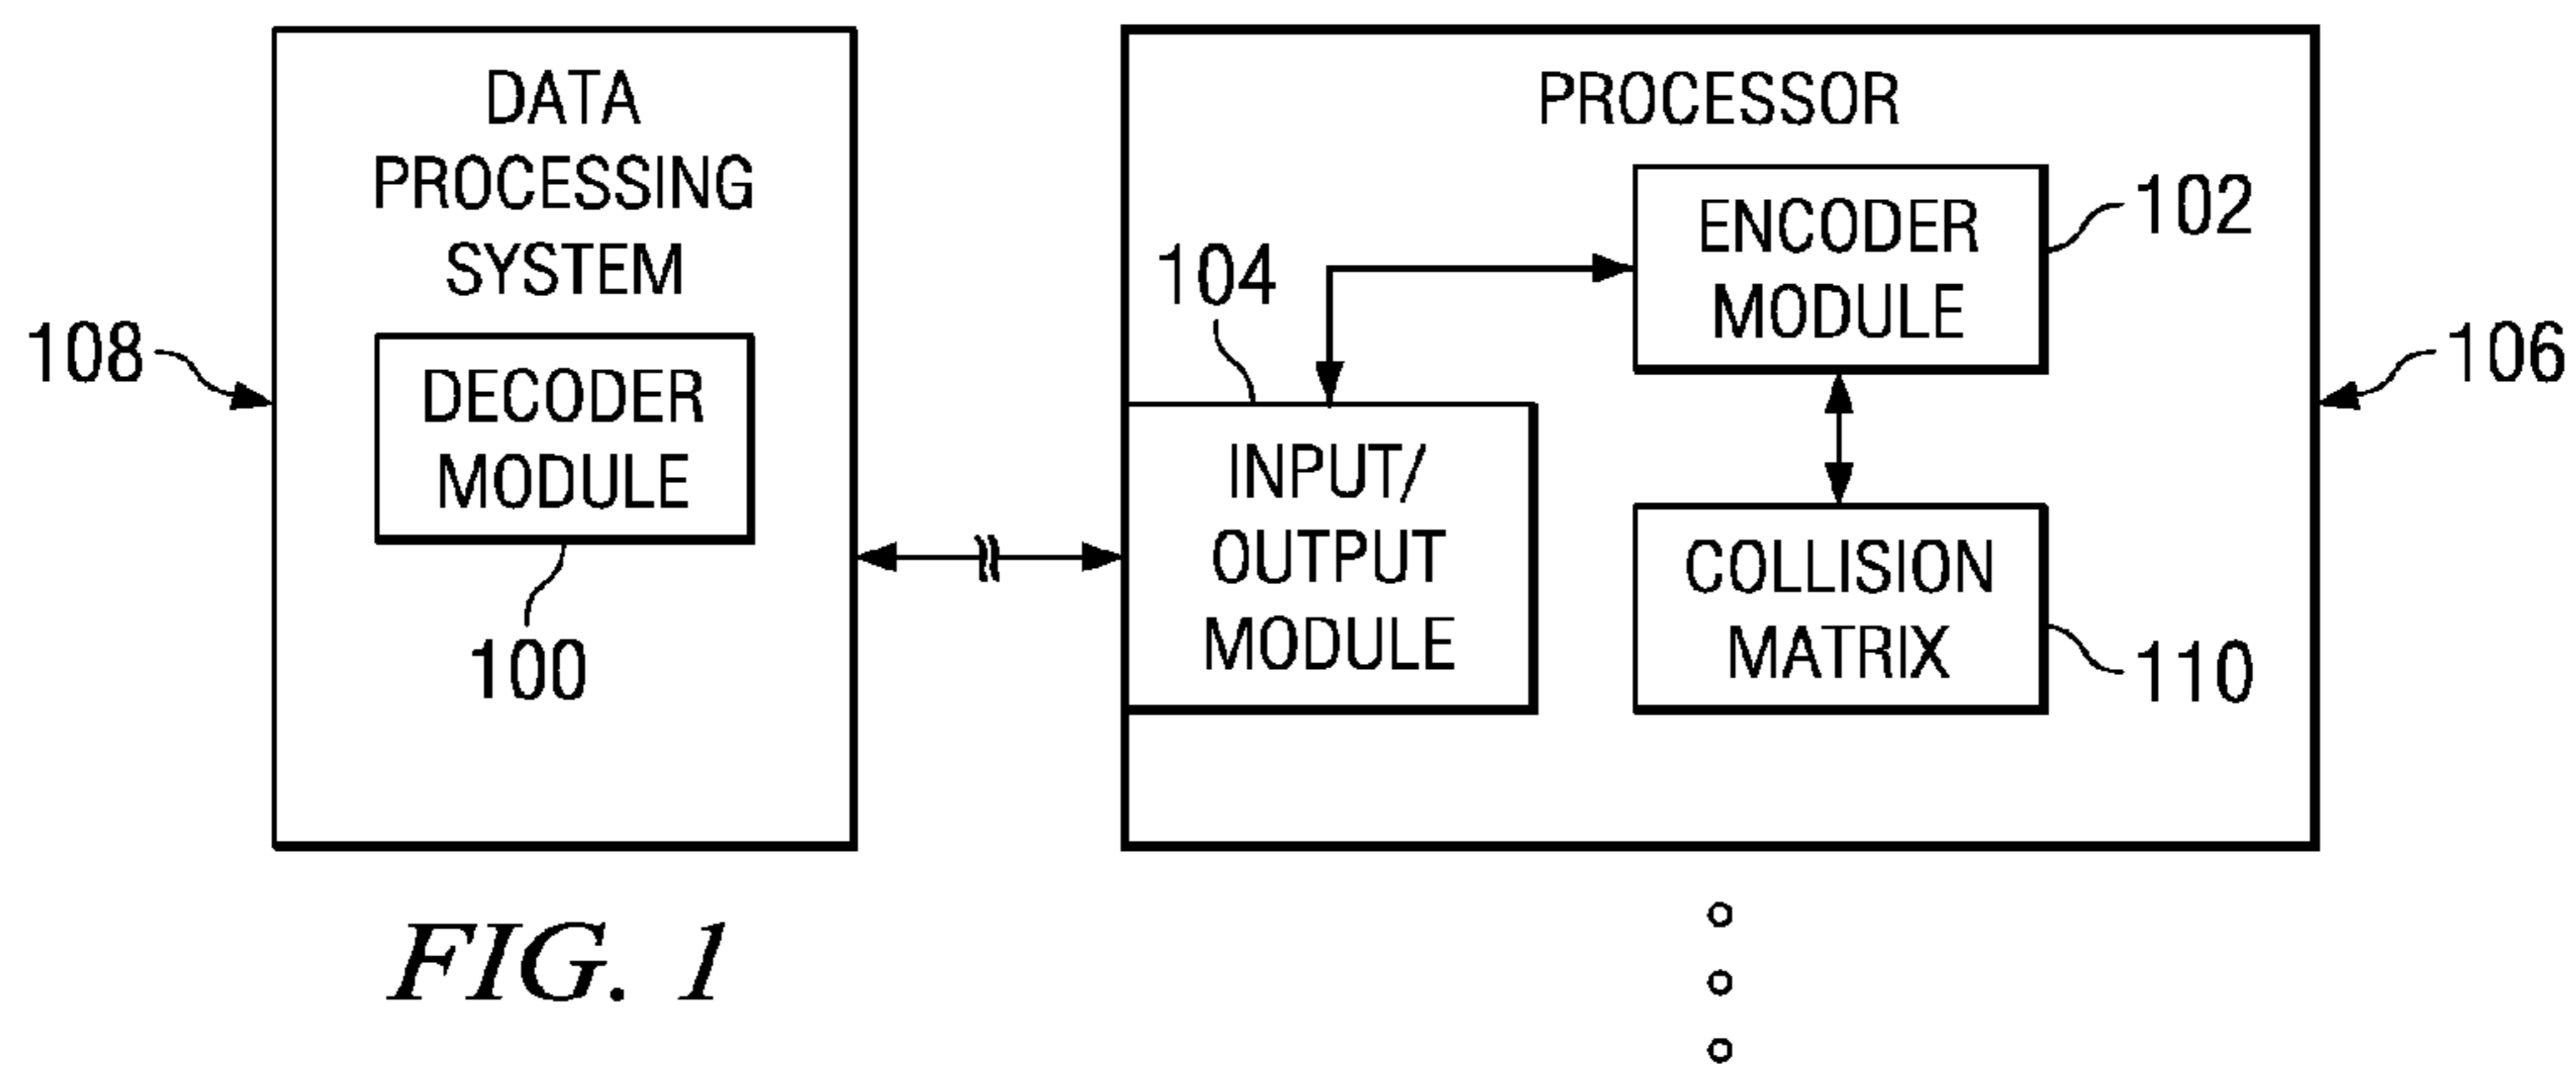 DATA
PROCESSING
SYSTEM
108
DECODER
MODULE
100
PROCESSOR
ENCODER
MODULE
102
104
INPUT/
OUTPUT
MODULE
106
COLLISION
MATRIX
110
FIG. 1